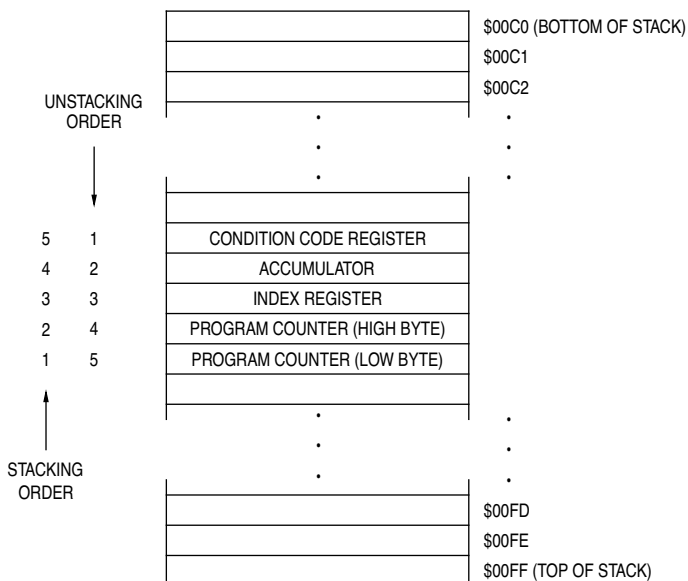 $00C0 (BOTTOM OF STACK)
$00C1
$00C2
UNSTACKING
ORDER
5 1 CONDITION CODE REGISTER
4 2 ACCUMULATOR
3 3 INDEX REGISTER
2 4 PROGRAM COUNTER (HIGH BYTE)
1 5 PROGRAM COUNTER (LOW BYTE)
STACKING
ORDER
$00FD
$00FE
$00FF (TOP OF STACK)